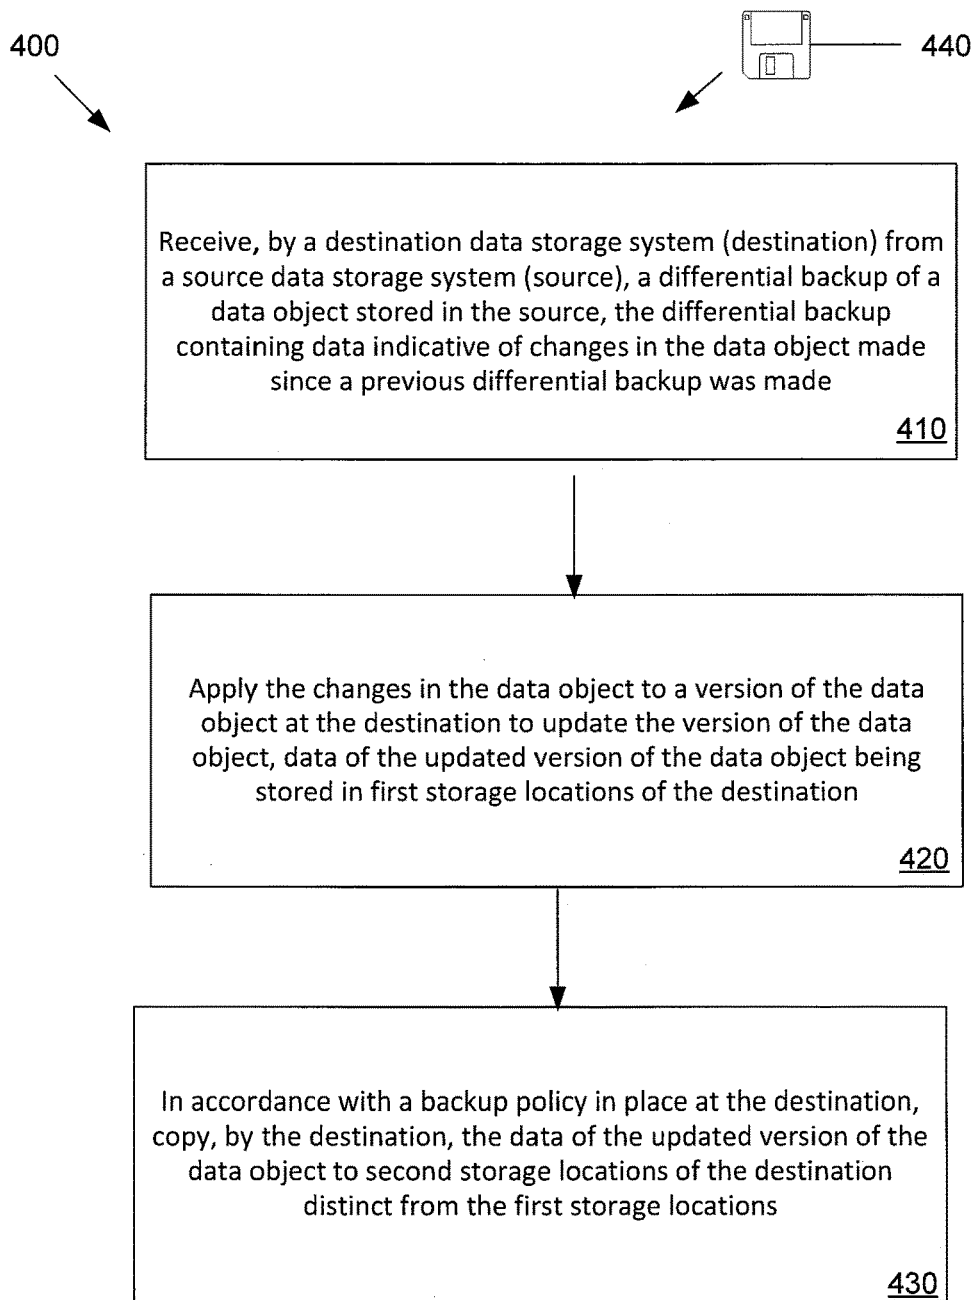 400
440
Receive, by a destination data storage system (destination) from
a source data storage system (source), a differential backup of a
data object stored in the source, the differential backup
containing data indicative of changes in the data object made
since a previous differential backup was made
410
Apply the changes in the data object to a version of the data
object at the destination to update the version of the data
object, data of the updated version of the data object being
stored in first storage locations of the destination
420
In accordance with a backup policy in place at the destination,
copy, by the destination, the data of the updated version of the
data object to second storage locations of the destination
distinct from the first storage locations
430